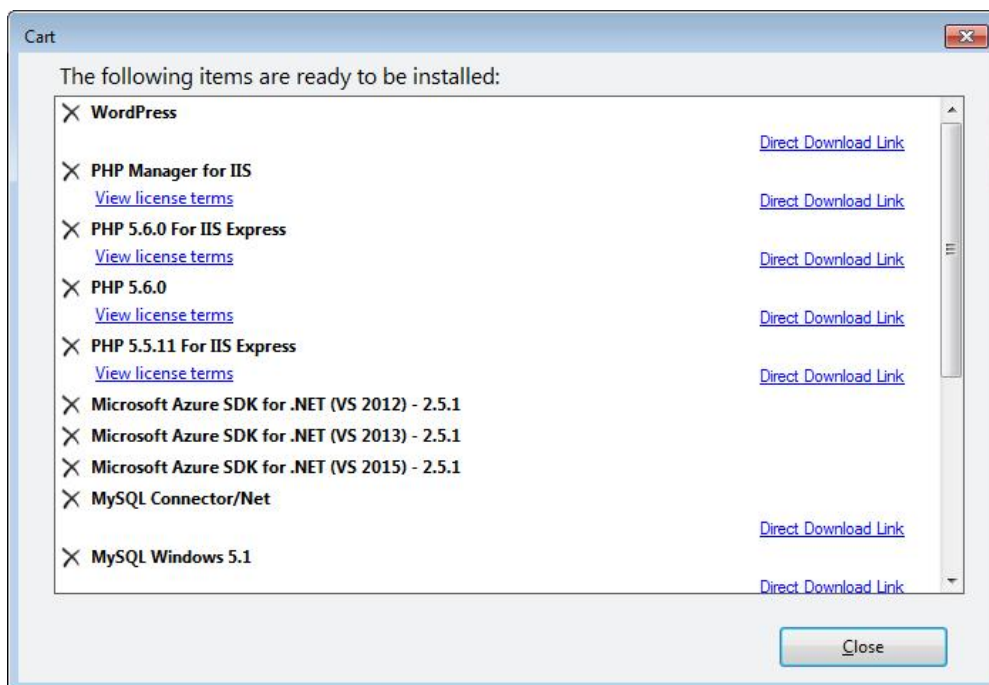 Cart
The following items are ready to be installed:
WordPress
Direct Download Link
PHP Manager for IIS
View license terms
Direct Download Link
PHP 5.6.0 For IIS Express
View license terms
Direct Download Link
PHP 5.6.0
View license terms
Direct Download Link
PHP 5.5.11 For IIS Express
View license terms
Direct Download Link
Microsoft Azure SDK for .NET (VS 2012) - 2.5.1
Microsoft Azure SDK for .NET (VS 2013) - 2.5.1
Microsoft Azure SDK for .NET (VS 2015) - 2.5.1
MySQL Connector/Net
Direct Download Link
MySQL Windows 5.1
Direct Download Link
Close